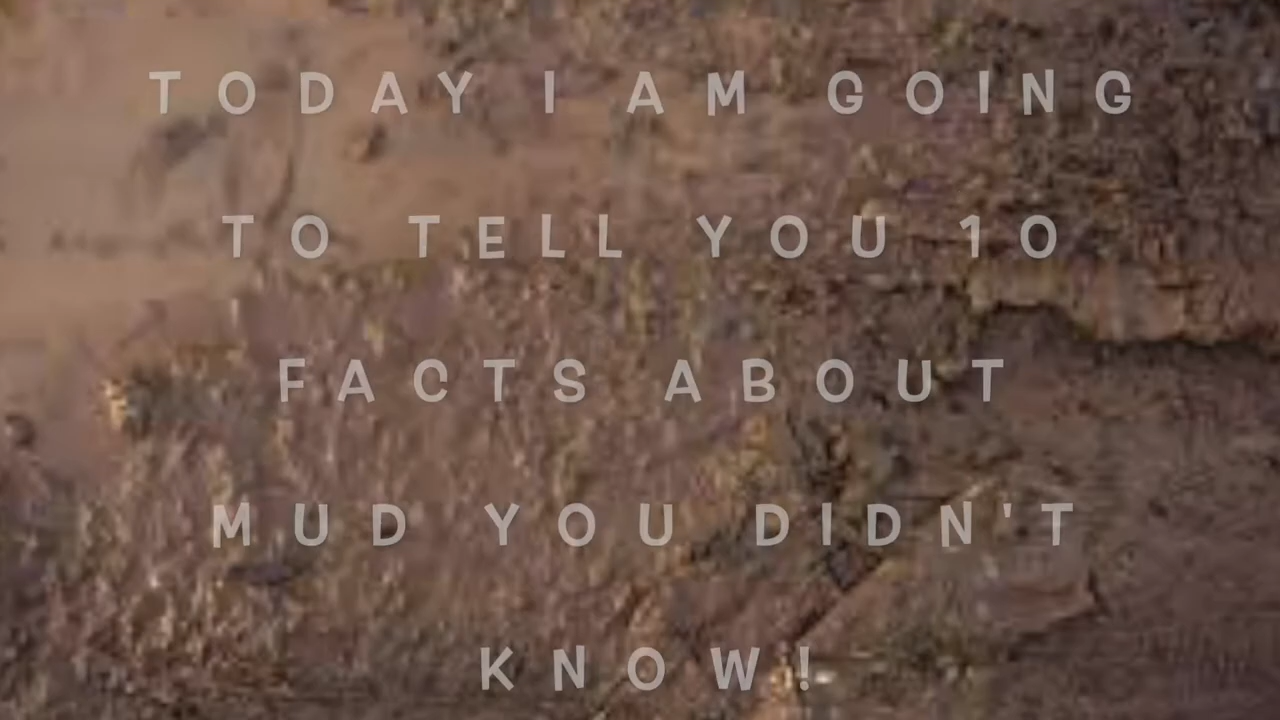 TODAY I AM GOING
TO TELL YOU 10
FACTS ABOUT
MUD YOU DIDN'T
KNOW!